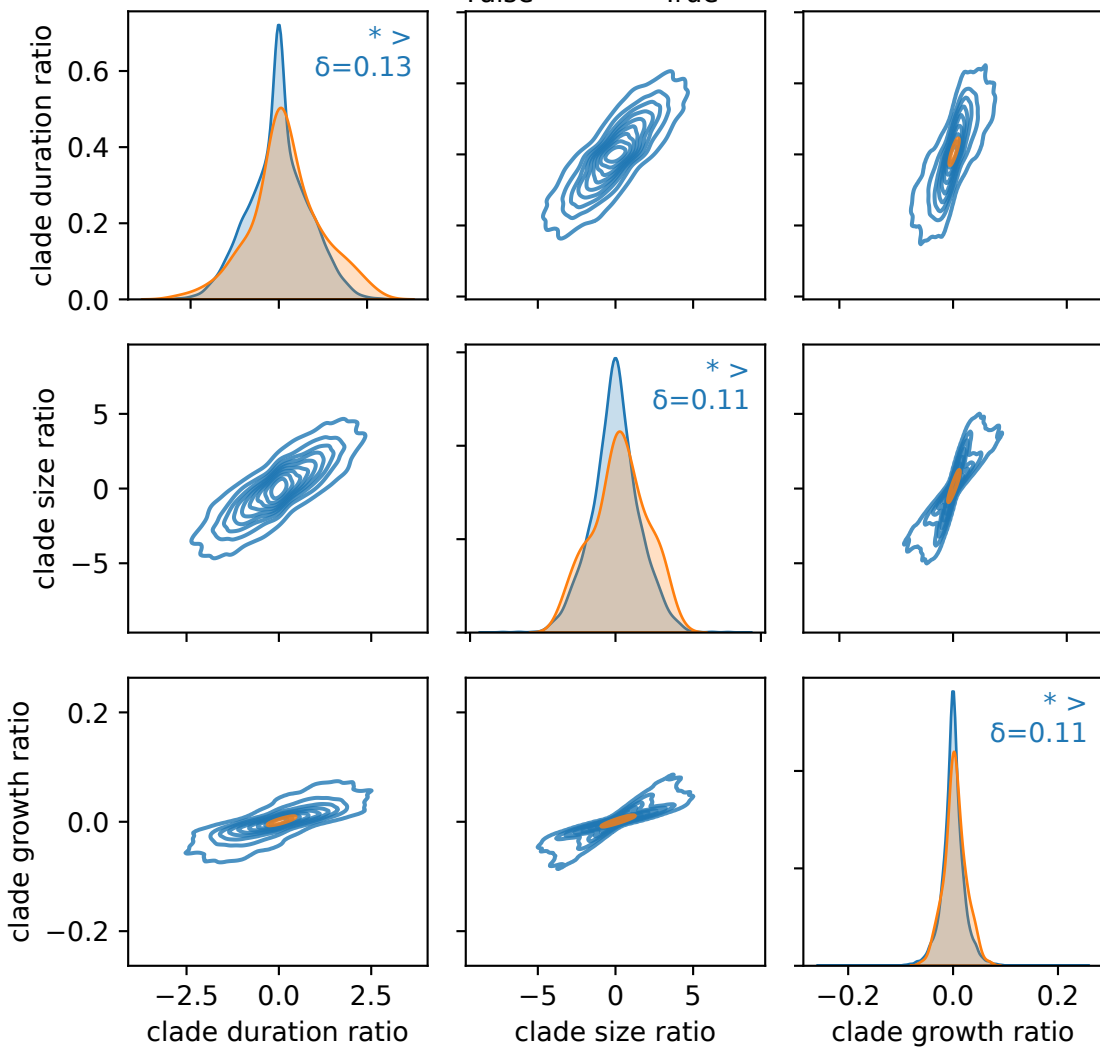 * >
δ=0.13
clade duration ratio
0.6
0.4
0.2
0.0
* >
δ=0.11
clade size ratio
5
0
−5
* >
δ=0.11
clade growth ratio
0.2
0.0
−0.2
−2.5 0.0 2.5 −5 0 5 −0.2 0.0 0.2
clade duration ratio clade size ratio clade growth ratio